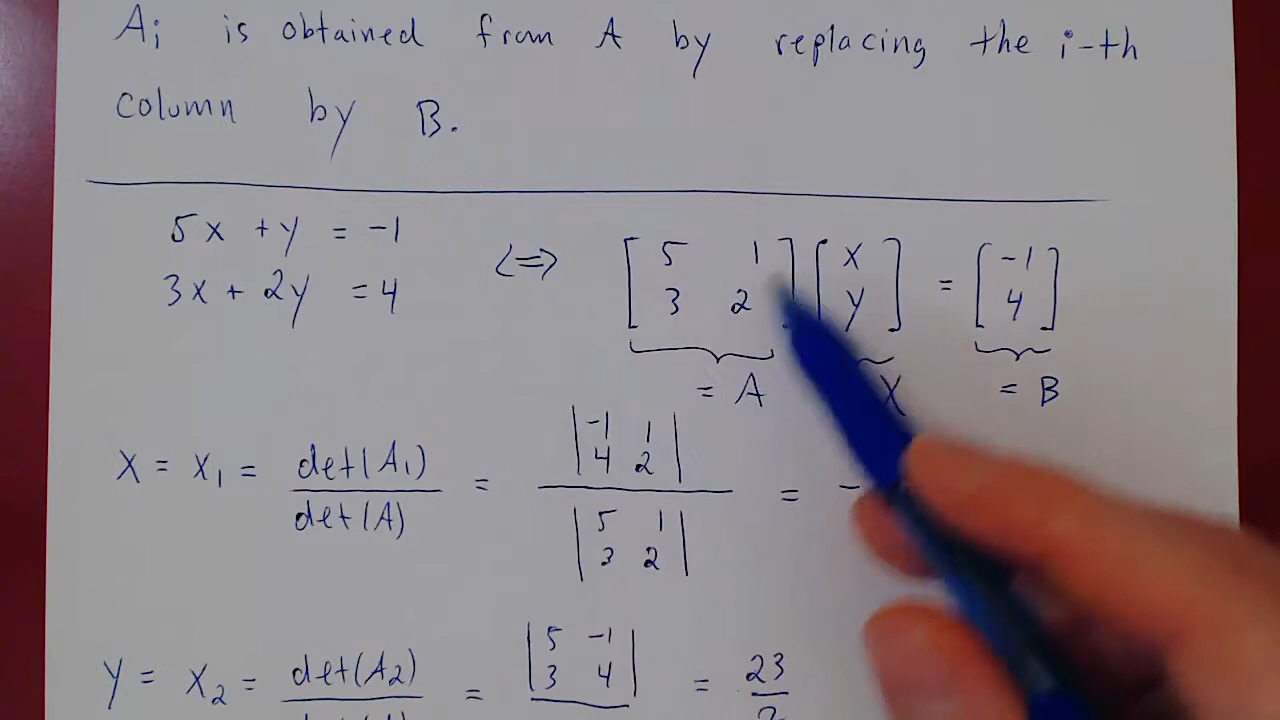 Ai is obtained from A by replacing the i-th
column by B.
5x + y = -1
3x + 2y = 4
<=> [5 1; 3 2] [x; y] = [-1; 4]
= A X = B
x = x₁ = det(A₁)/det(A) = |-1 1; 4 2| / |5 1; 3 2| = -
y = x₂ = det(A₂)/det(A) = |5 -1; 3 4| = 23